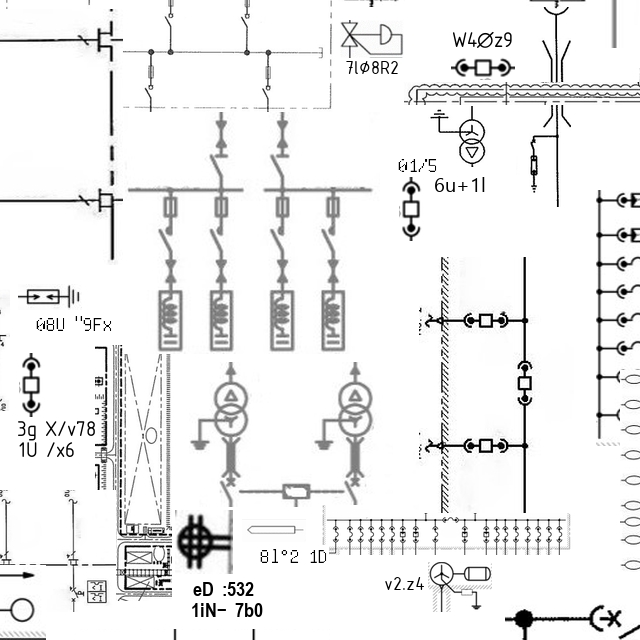 W4Øz9
7lØ8R2
01/5
6u+1l
08U "9Fx
3g X/v78
1U /x6
8l°2 1D
eD :532
1iN- 7b0
v2.z4